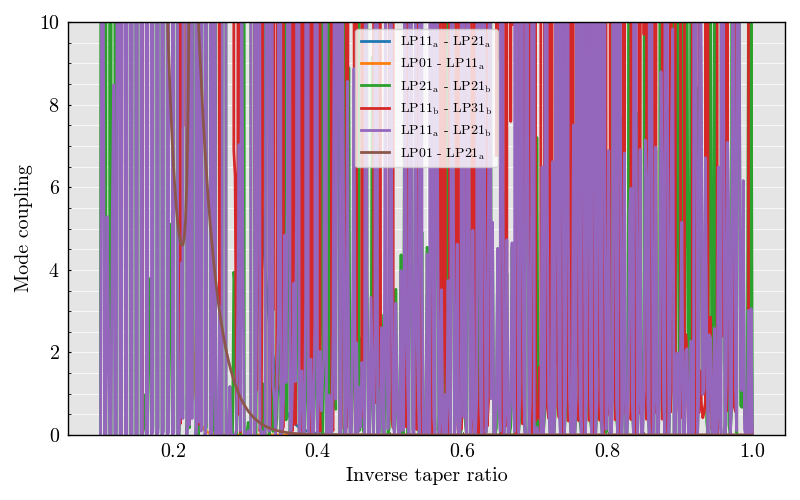 10
8
6
4
2
0
Mode coupling
LP11a - LP21a
LP01 - LP11a
LP21a - LP21b
LP11b - LP31b
LP11a - LP21b
LP01 - LP21a
0.2 0.4 0.6 0.8 1.0
Inverse taper ratio